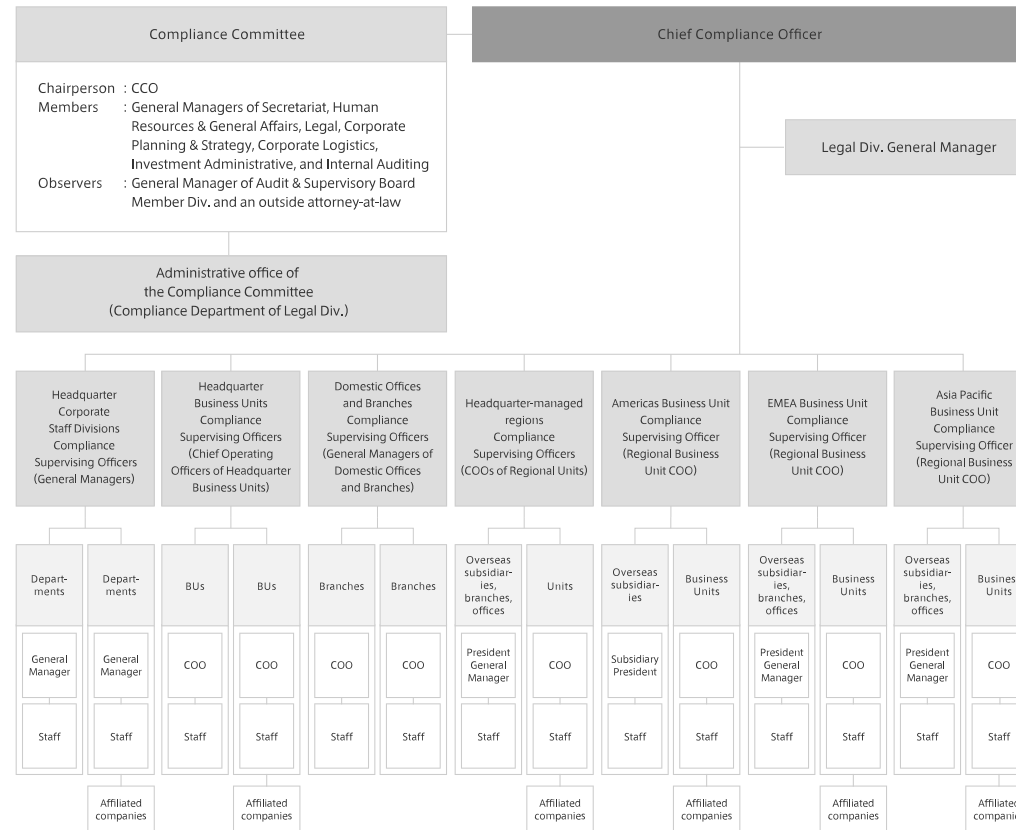 Compliance Committee
Chief Compliance Officer
Chairperson : CCO
Members : General Managers of Secretariat, Human
Resources & General Affairs, Legal, Corporate
Planning & Strategy, Corporate Logistics,
Investment Administrative, and Internal Auditing
Observers : General Manager of Audit & Supervisory Board
Member Div. and an outside attorney-at-law
Legal Div. General Manager
Administrative office of
the Compliance Committee
(Compliance Department of Legal Div.)
Headquarter
Corporate
Staff Divisions
Compliance
Supervising Officers
(General Managers)
Headquarter
Business Units
Compliance
Supervising Officers
(Chief Operating
Officers of Headquarter
Business Units)
Domestic Offices
and Branches
Compliance
Supervising Officers
(General Managers of
Domestic Offices
and Branches)
Headquarter-managed
regions
Compliance
Supervising Officers
(COOs of Regional Units)
Americas Business Unit
Compliance
Supervising Officer
(Regional Business
Unit COO)
EMEA Business Unit
Compliance
Supervising Officer
(Regional Business
Unit COO)
Asia Pacific
Business Unit
Compliance
Supervising Officer
(Regional Business
Unit COO)
Depart-
ments
Depart-
ments
BUs
BUs
Branches
Branches
Overseas
subsidiar-
ies,
branches,
offices
Units
Overseas
subsidiar-
ies
Business
Units
Overseas
subsidiar-
ies,
branches,
offices
Business
Units
Overseas
subsidiar-
ies,
branches,
offices
Business
Units
General
Manager
General
Manager
COO
COO
COO
COO
President
General
Manager
COO
Subsidiary
President
COO
President
General
Manager
COO
President
General
Manager
COO
Staff
Staff
Staff
Staff
Staff
Staff
Staff
Staff
Staff
Staff
Staff
Staff
Staff
Staff
Affiliated
companies
Affiliated
companies
Affiliated
companies
Affiliated
companies
Affiliated
companies
Affiliated
companies